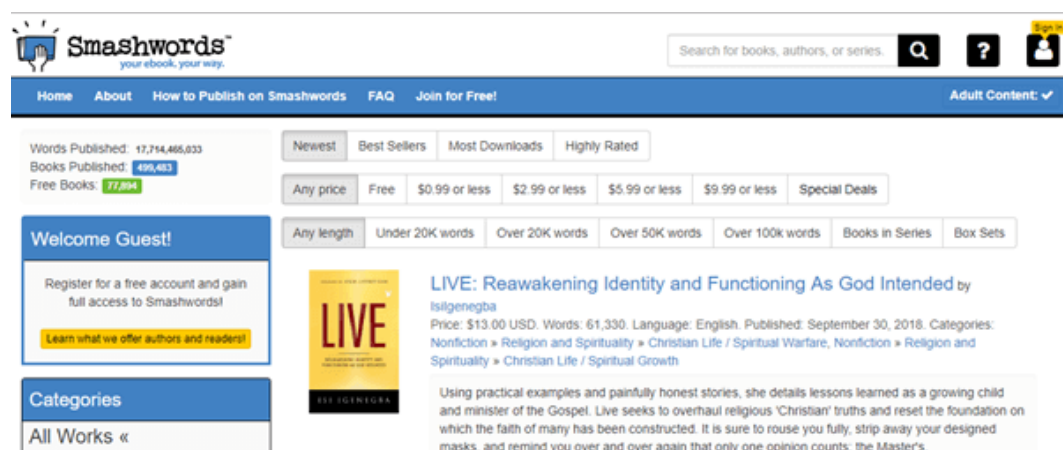 Smashwords™
your ebook, your way.
Search for books, authors, or series.
?
Sign in
Home About How to Publish on Smashwords FAQ Join for Free! Adult Content: ✔
Words Published: 17,714,465,033
Books Published: 499,483
Free Books: 77,894
Newest Best Sellers Most Downloads Highly Rated
Any price Free $0.99 or less $2.99 or less $5.99 or less $9.99 or less Special Deals
Any length Under 20K words Over 20K words Over 50K words Over 100k words Books in Series Box Sets
Welcome Guest!
Register for a free account and gain
full access to Smashwords!
Learn what we offer authors and readers!
Categories
All Works «
LIVE
REAWAKENING IDENTITY AND
FUNCTIONING AS GOD INTENDED
ISI IGENEGBA
LIVE: Reawakening Identity and Functioning As God Intended by
IsiIgenegba
Price: $13.00 USD. Words: 61,330. Language: English. Published: September 30, 2018. Categories:
Nonfiction » Religion and Spirituality » Christian Life / Spiritual Warfare, Nonfiction » Religion and
Spirituality » Christian Life / Spiritual Growth
Using practical examples and painfully honest stories, she details lessons learned as a growing child
and minister of the Gospel. Live seeks to overhaul religious 'Christian' truths and reset the foundation on
which the faith of many has been constructed. It is sure to rouse you fully, strip away your designed
masks, and remind you over and over again that only one opinion counts: the Master's